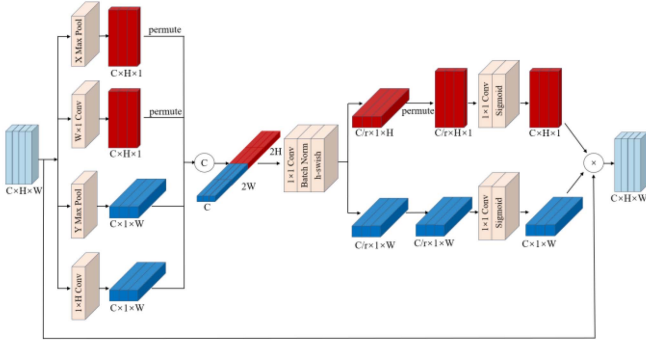 X Max Pool
C×H×1
permute
W×1 Conv
C×H×1
permute
C×H×W
Y Max Pool
C×1×W
1×H Conv
C×1×W
C
2H
2W
C
1×1 Conv
Batch Norm
h-swish
C/r×1×H
permute
C/r×H×1
1×1 Conv
Sigmoid
C×H×1
C/r×1×W
C/r×1×W
1×1 Conv
Sigmoid
C×1×W
×
C×H×W